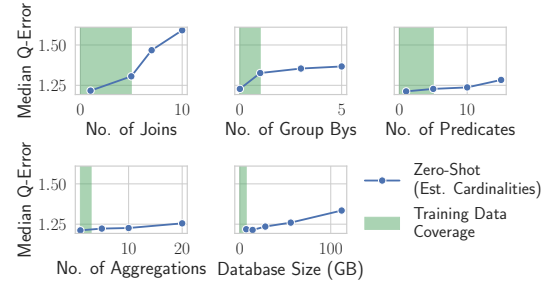 Median Q-Error
1.50
1.25
0 10
No. of Joins
0 5
No. of Group Bys
0 10
No. of Predicates
Median Q-Error
1.50
1.25
0 10 20
No. of Aggregations
0 100
Database Size (GB)
Zero-Shot
(Est. Cardinalities)
Training Data
Coverage